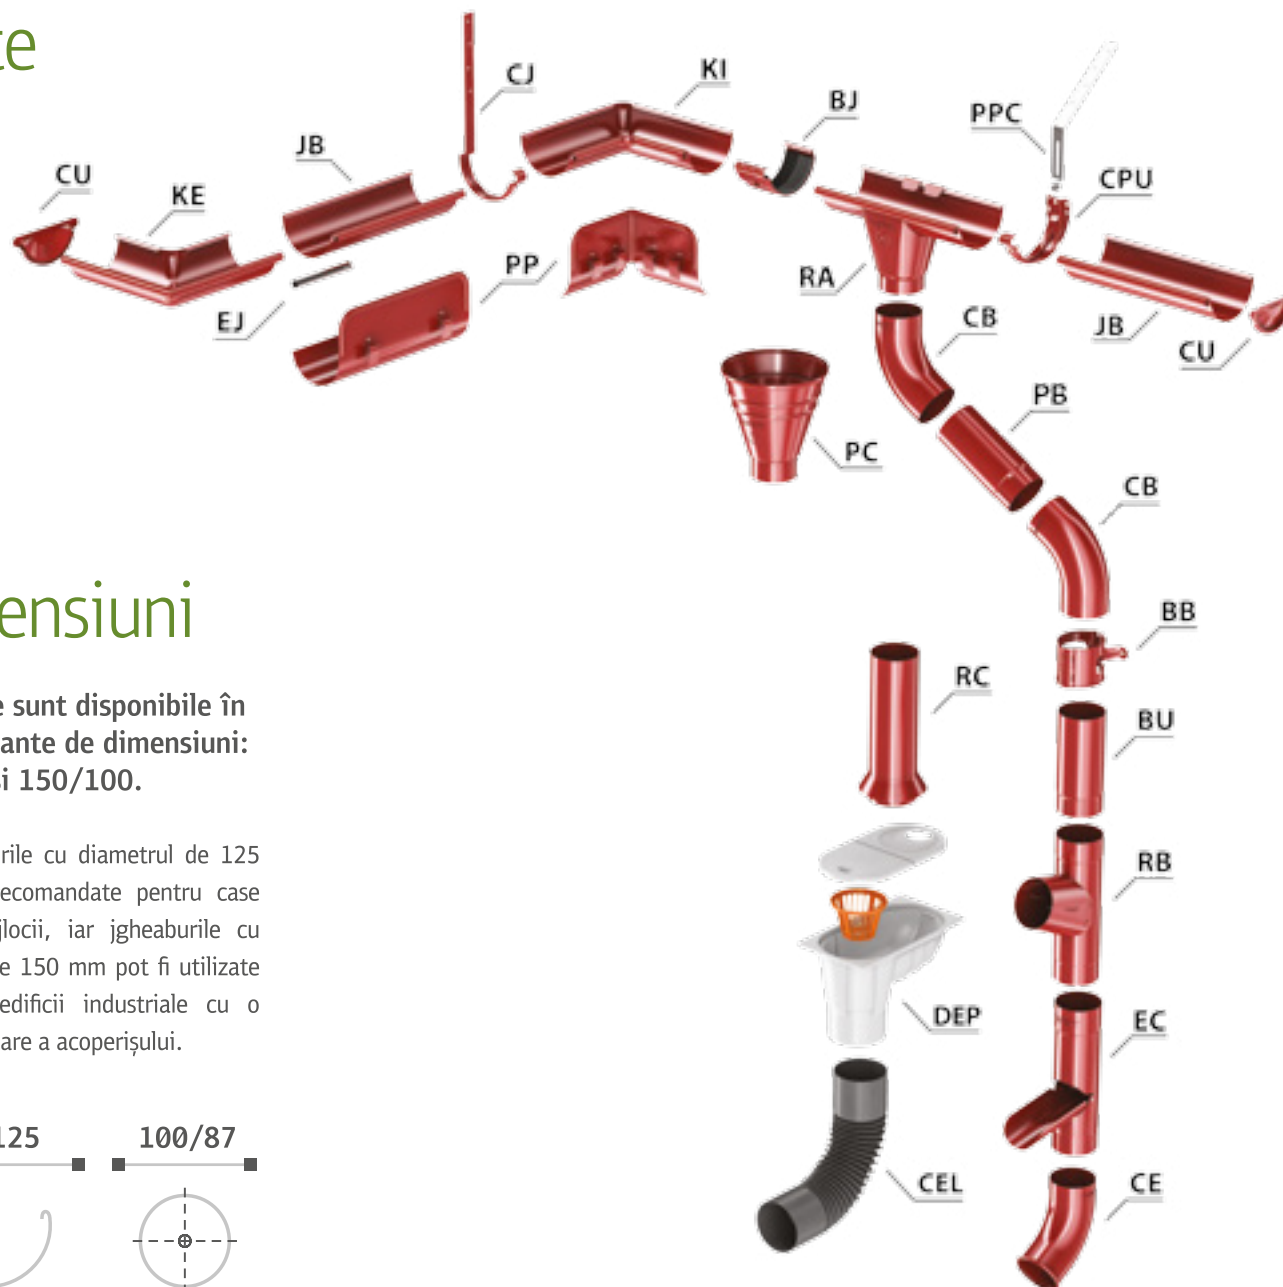 te
CJ
KI
BJ
PPC
JB
CU
KE
CPU
PP
RA
EJ
CB
JB
CU
PB
PC
CB
ensiuni
BB
e sunt disponibile în
ante de dimensiuni:
și 150/100.
RC
BU
rile cu diametrul de 125
ecomandate pentru case
jlocii, iar jgheaburile cu
e 150 mm pot fi utilizate
edificii industriale cu o
are a acoperișului.
RB
DEP
EC
125
100/87
CEL
CE